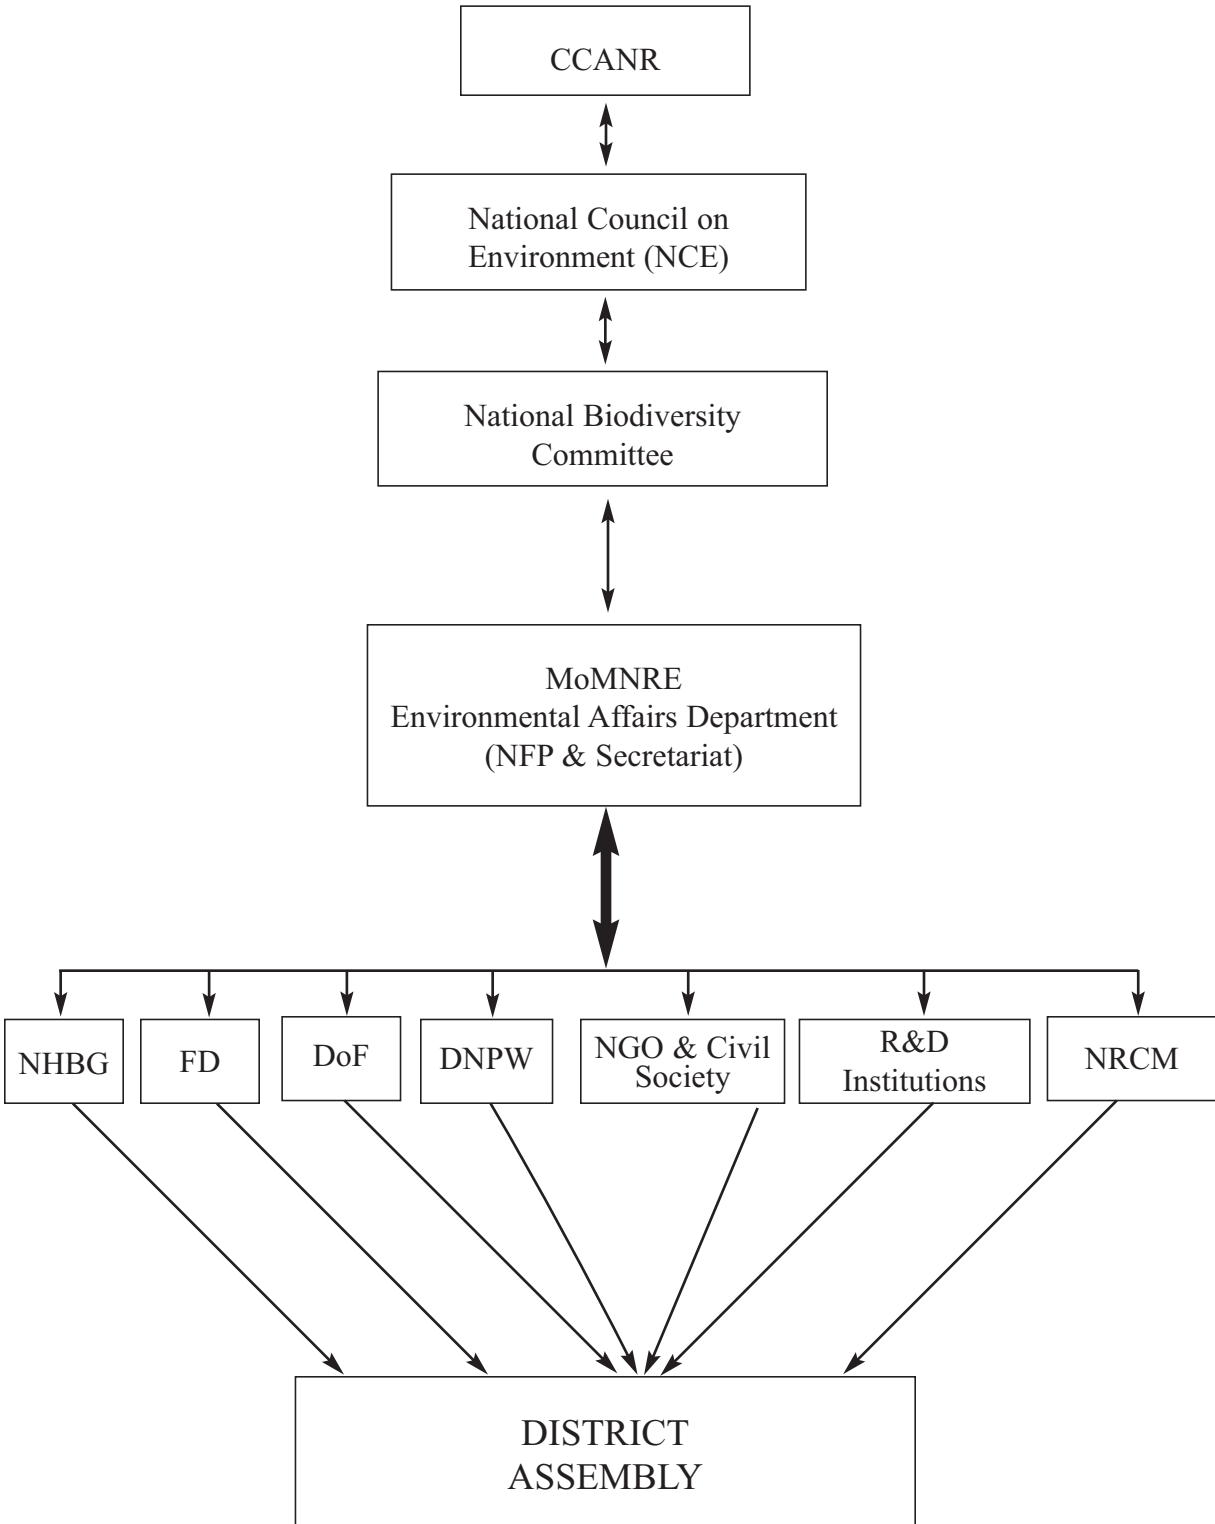 CCANR
National Council on
Environment (NCE)
National Biodiversity
Committee
MoMNRE
Environmental Affairs Department
(NFP & Secretariat)
NHBG
FD
DoF
DNPW
NGO & Civil
Society
R&D
Institutions
NRCM
DISTRICT
ASSEMBLY